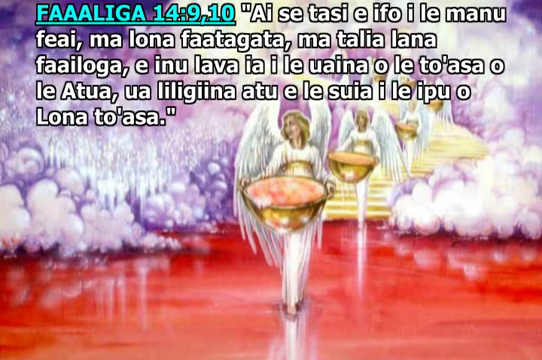 FAAALIGA 14:9,10 "Ai se tasi e ifo i le manu
feai, ma lona faatagata, ma talia lana
faailoga, e inu lava ia i le uaina o le to'asa o
le Atua, ua liligiina atu e le suia i le ipu o
Lona to'asa."